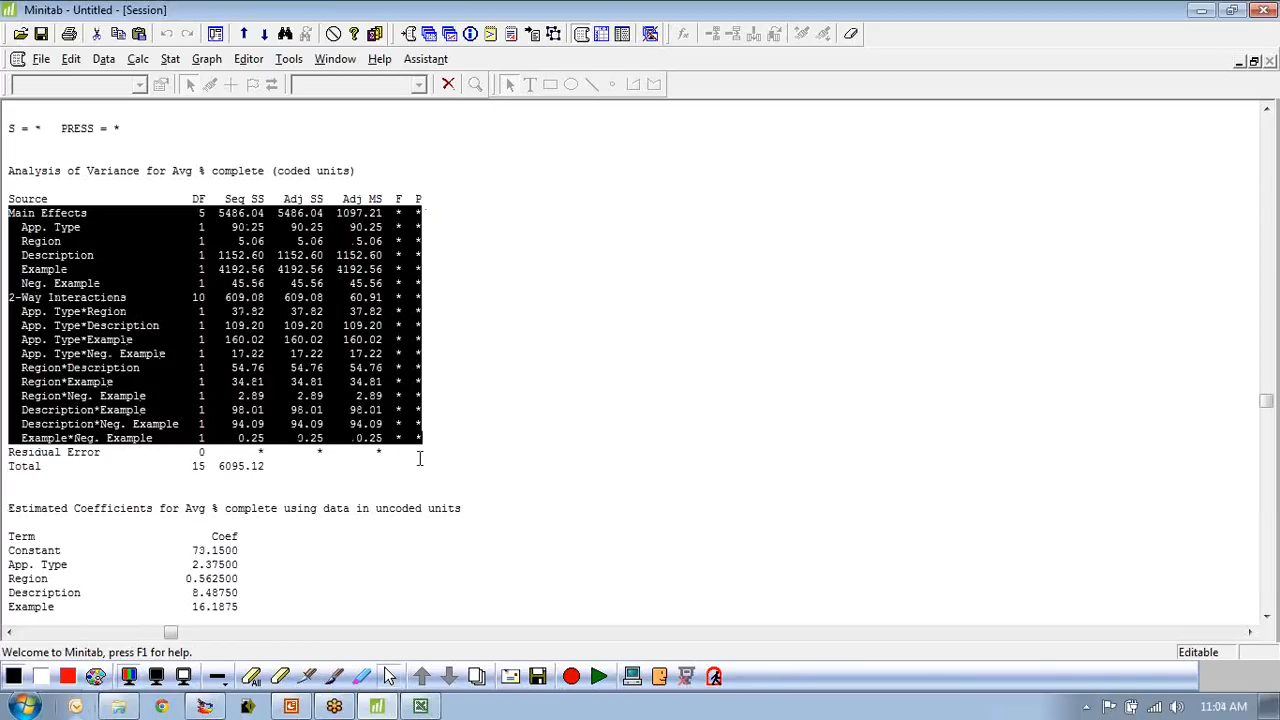 Minitab - Untitled - [Session]
File Edit Data Calc Stat Graph Editor Tools Window Help Assistant
S = * PRESS = *
Analysis of Variance for Avg % complete (coded units)
Source DF Seq SS Adj SS Adj MS F P
Main Effects 5 5486.04 5486.04 1097.21 * *
App. Type 1 90.25 90.25 90.25 * *
Region 1 5.06 5.06 5.06 * *
Description 1 1152.60 1152.60 1152.60 * *
Example 1 4192.56 4192.56 4192.56 * *
Neg. Example 1 45.56 45.56 45.56 * *
2-Way Interactions 10 609.08 609.08 60.91 * *
App. Type*Region 1 37.82 37.82 37.82 * *
App. Type*Description 1 109.20 109.20 109.20 * *
App. Type*Example 1 160.02 160.02 160.02 * *
App. Type*Neg. Example 1 17.22 17.22 17.22 * *
Region*Description 1 54.76 54.76 54.76 * *
Region*Example 1 34.81 34.81 34.81 * *
Region*Neg. Example 1 2.89 2.89 2.89 * *
Description*Example 1 98.01 98.01 98.01 * *
Description*Neg. Example 1 94.09 94.09 94.09 * *
Example*Neg. Example 1 0.25 0.25 0.25 * *
Residual Error 0 * * *
Total 15 6095.12
Estimated Coefficients for Avg % complete using data in uncoded units
Term Coef
Constant 73.1500
App. Type 2.37500
Region 0.562500
Description 8.48750
Example 16.1875
Welcome to Minitab, press F1 for help. Editable
11:04 AM